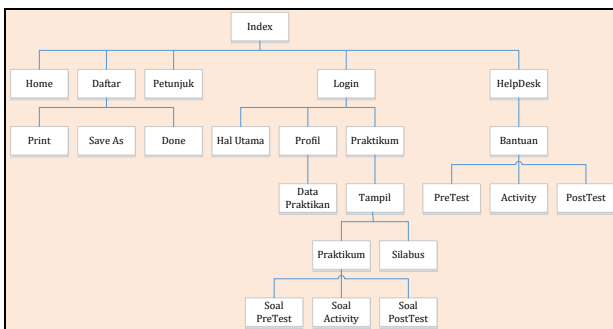 Index
Home
Daftar
Petunjuk
Login
HelpDesk
Print
Save As
Done
Hal Utama
Profil
Praktikum
Bantuan
Data
Praktikan
Tampil
PreTest
Activity
PostTest
Praktikum
Silabus
Soal
PreTest
Soal
Activity
Soal
PostTest